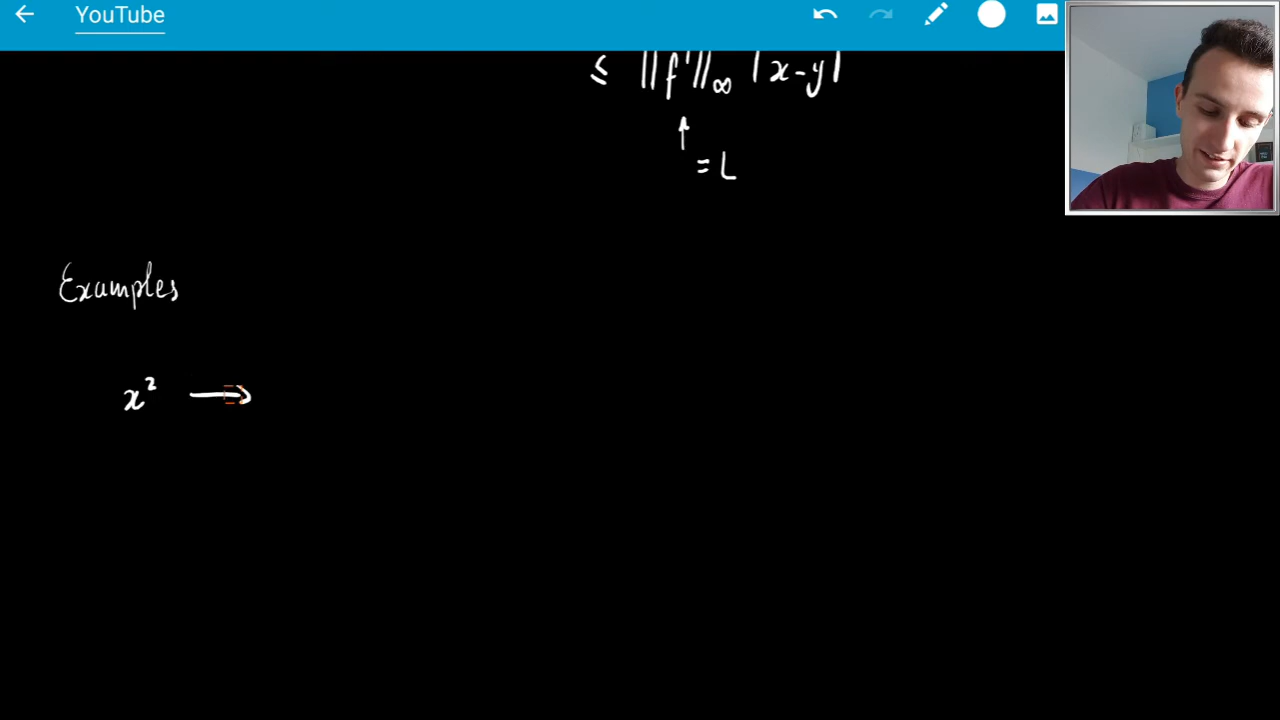 YouTube
≤ ||f'||∞ |x-y|
↑
= L
Examples
x² →